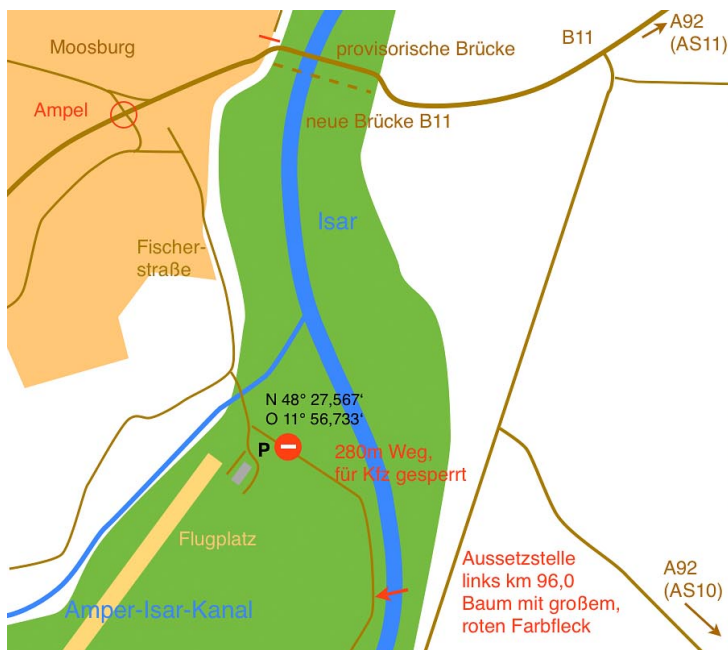 Moosburg
provisorische Brücke
B11
A92
(AS11)
Ampel
neue Brücke B11
Isar
Fischer-
straße
N 48° 27,567‘
O 11° 56,733‘
P
280m Weg,
für Kfz gesperrt
Flugplatz
Aussetzstelle
links km 96,0
Baum mit großem,
roten Farbfleck
A92
(AS10)
Amper-Isar-Kanal